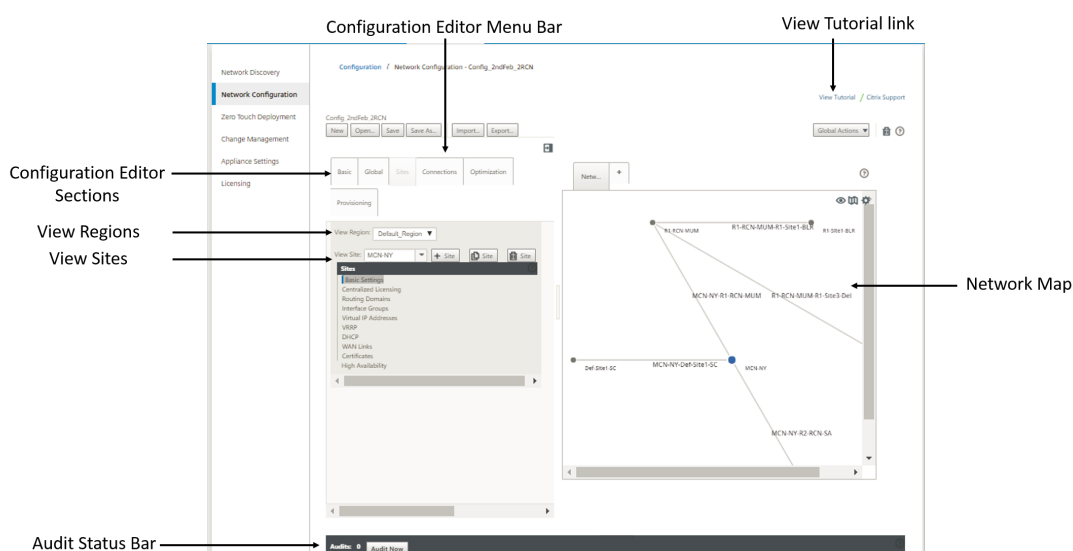 Configuration Editor Menu Bar
View Tutorial link
Network Discovery
Network Configuration
Zero Touch Deployment
Change Management
Appliance Settings
Licensing
Configuration / Network Configuration - Config_2ndFeb_2RCN
View Tutorial / Citrix Support
Config_2ndFeb_2RCN
New Open... Save Save As... Import... Export...
Global Actions ▼
Configuration Editor
Sections
Basic Global Sites Connections Optimization
Provisioning
Netw... +
View Regions
View Region: Default_Region ▼
View Sites
View Site: MCN-NY + Site Site Site
Sites
Basic Settings
Centralized Licensing
Routing Domains
Interface Groups
Virtual IP Addresses
VRRP
DHCP
WAN Links
Certificates
High Availability
R1-RCN-MUM
R1-RCN-MUM-R1-Site1-BLR
R1-Site1-BLR
MCN-NY-R1-RCN-MUM
R1-RCN-MUM-R1-Site3-Del
Network Map
Def-Site1-SC
MCN-NY-Def-Site1-SC
MCN-NY
MCN-NY-R2-RCN-SA
Audit Status Bar
Audits: 0 Audit Now